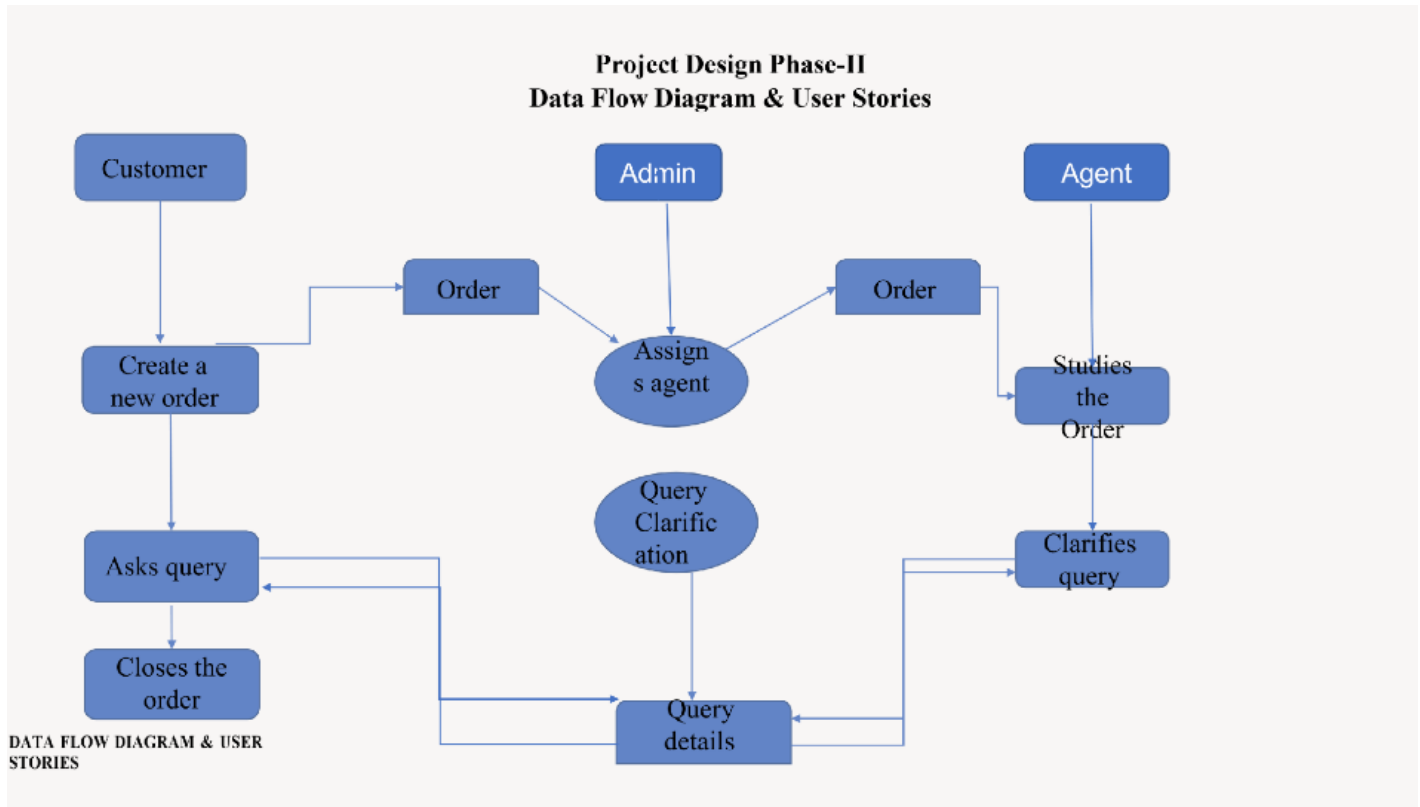 Project Design Phase-II
Data Flow Diagram & User Stories
Customer
Admin
Agent
Order
Order
Create a
new order
Assign
s agent
Studies
the
Order
Query
Clarific
ation
Asks query
Clarifies
query
Closes the
order
Query
details
DATA FLOW DIAGRAM & USER
STORIES